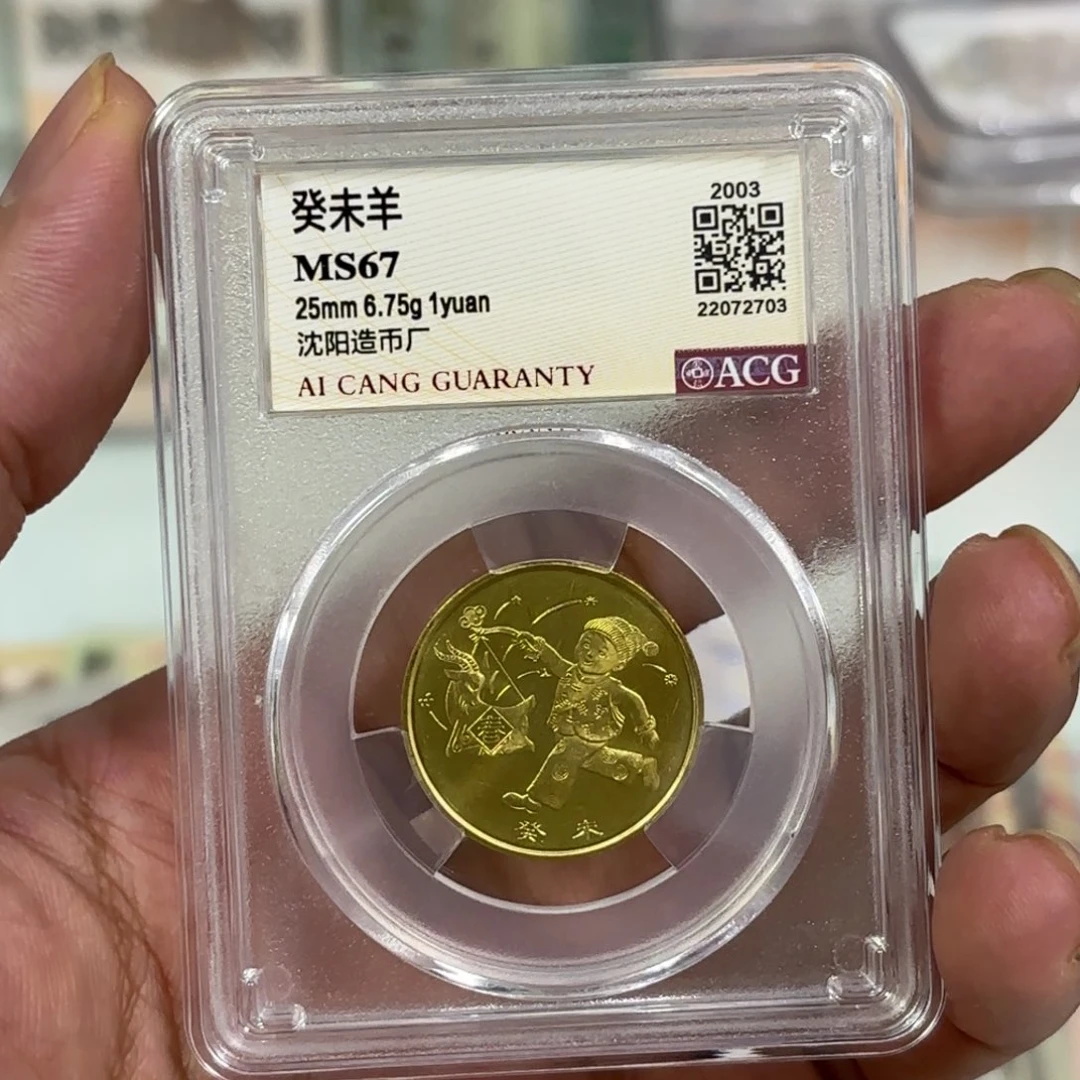 癸未羊
2003
MS67
25mm 6.75g 1yuan
22072703
沈阳造币厂
AI CANG GUARANTY
ACG
癸 未